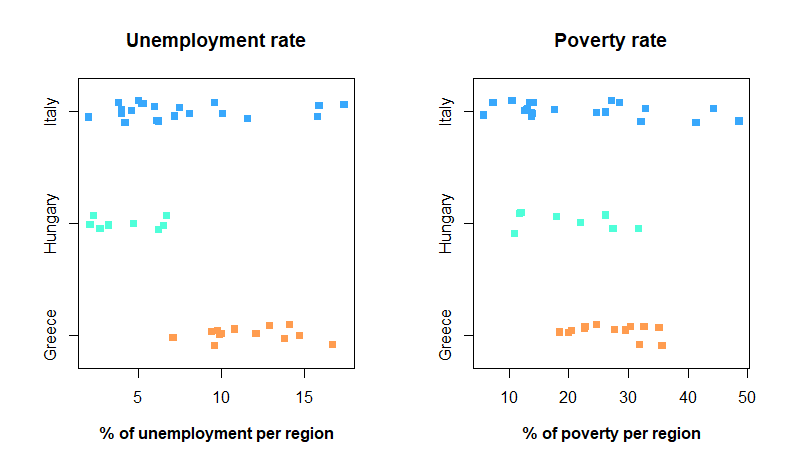 Unemployment rate
Italy
Hungary
Greece
5 10 15
% of unemployment per region
Poverty rate
Italy
Hungary
Greece
10 20 30 40 50
% of poverty per region